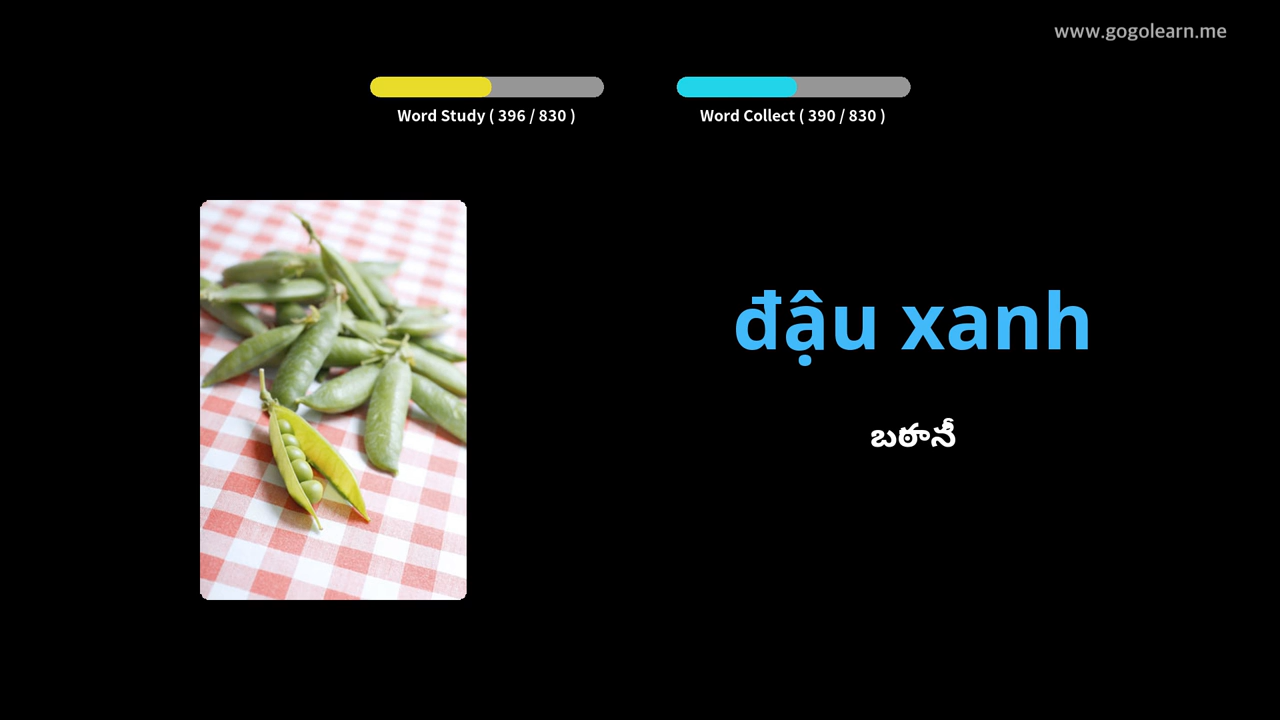 www.gogolearn.me
Word Study ( 396 / 830 )
Word Collect ( 390 / 830 )
đậu xanh
బఠానీ